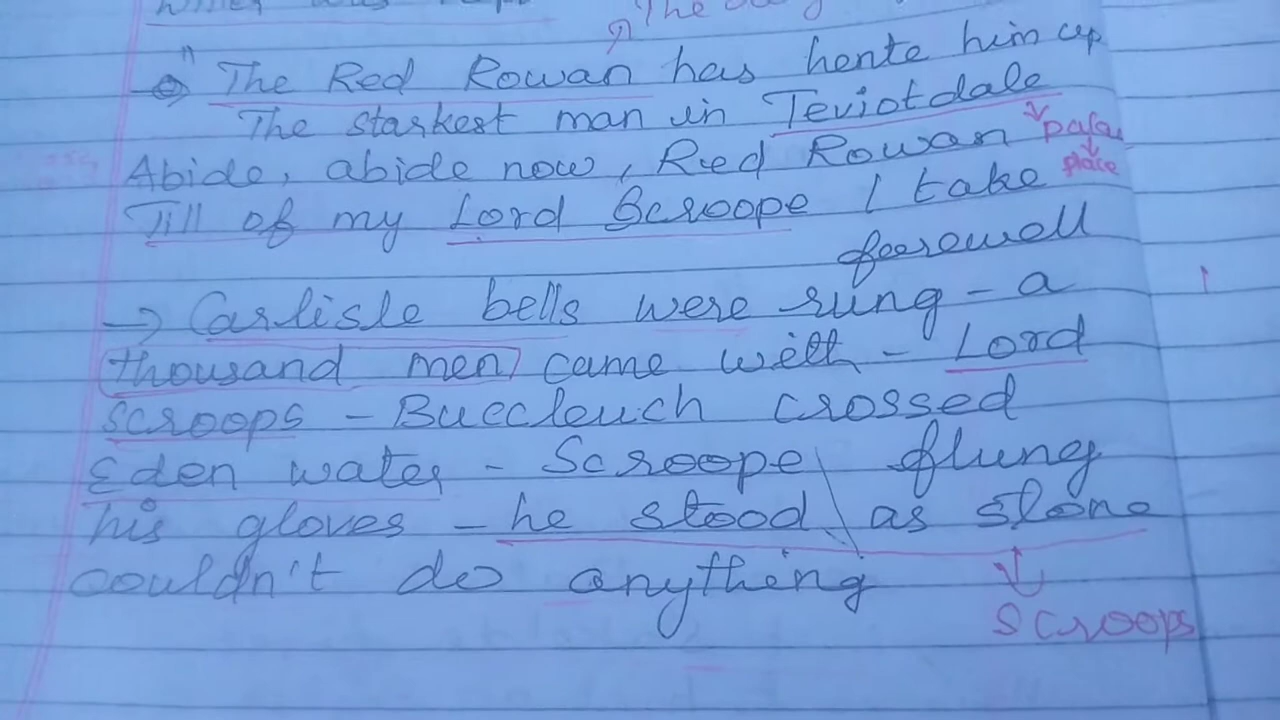 The
" The Red Rowan has hente him up
The starkest man in Teviotdale
Abide, abide now, Red Rowan
place
Till of my Lord Scroope I take
farewell
→ Carlisle bells were rung - a
thousand men came with - Lord
Scroops - Buccleuch crossed
Eden water - Scroope flung
his gloves - he stood as stone
couldn't do anything
Scroops